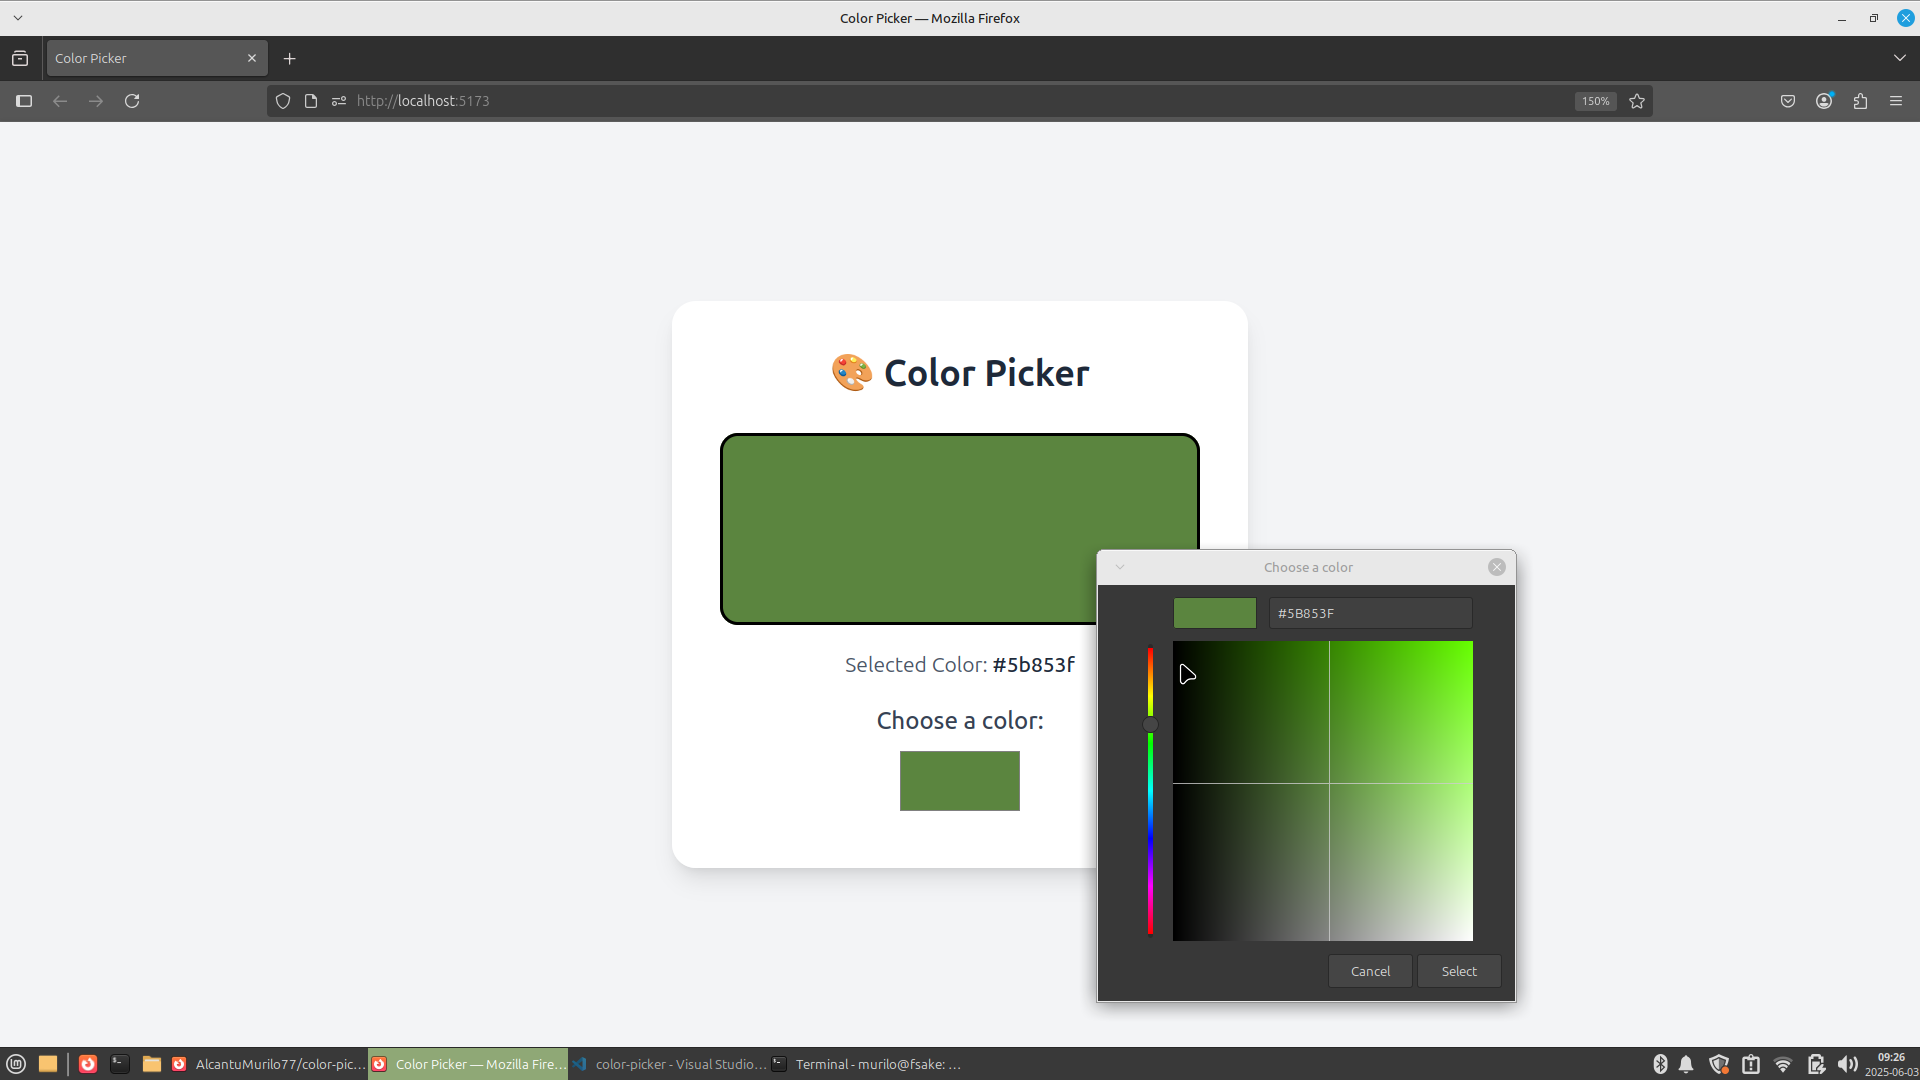 Color Picker — Mozilla Firefox
Color Picker
http://localhost:5173
150%
Color Picker
Selected Color: #5b853f
Choose a color:
Choose a color
#5B853F
Cancel
Select
AlcantuMurilo77/color-pic...
Color Picker — Mozilla Fire...
color-picker - Visual Studio...
Terminal - murilo@fsake: ...
09:26
2025-06-03